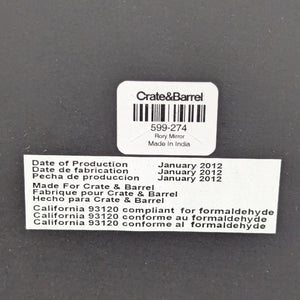 Crate&Barrel
599-274
Rory Mirror
Made In India
Date of Production January 2012
Date de fabrication January 2012
Pecha de produccion January 2012
Made For Crate & Barrel
Fabrique pour Crate & Barrel
Hecho para Crate & Barrel
California 93120 compliant for formaldehyde
California 93120 conforme au formaldehyde
California 93120 conforme al formaldehyde